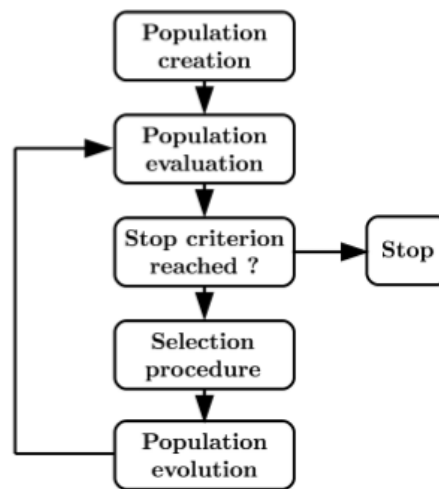 Population
creation
Population
evaluation
Stop criterion
reached ?
Stop
Selection
procedure
Population
evolution